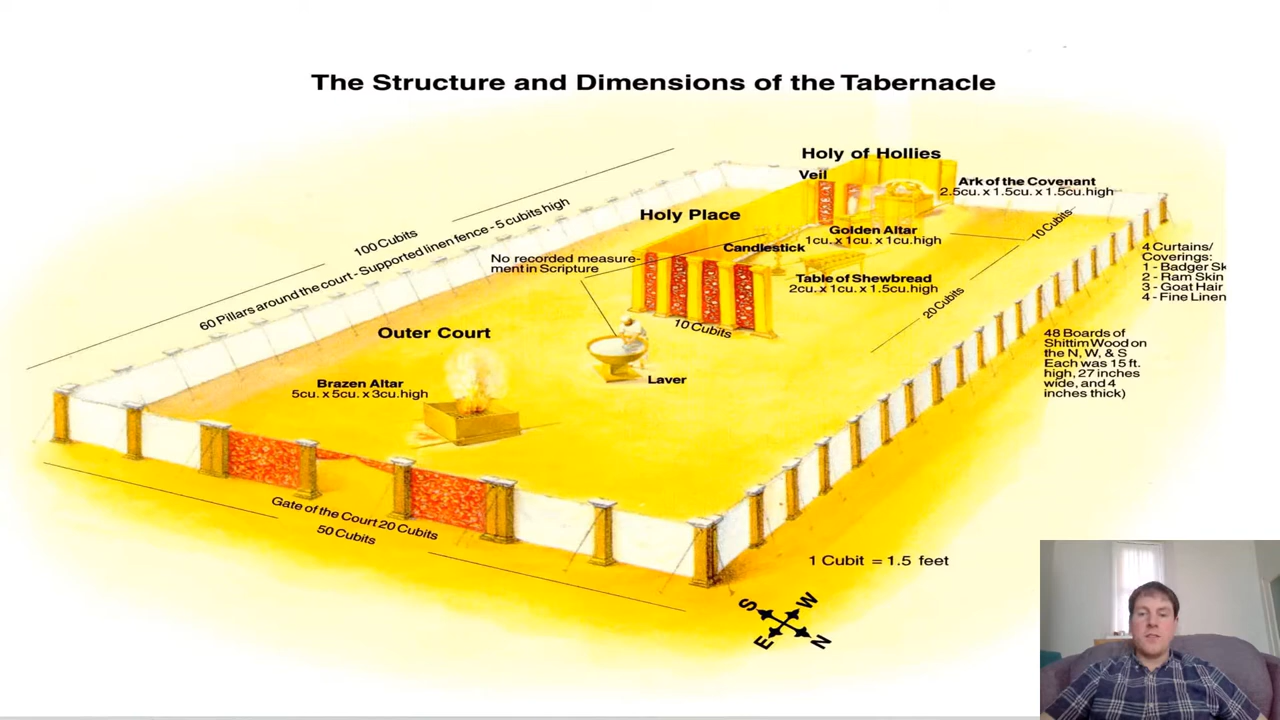 The Structure and Dimensions of the Tabernacle
Holy of Hollies
Veil
Ark of the Covenant
2.5cu. x 1.5cu. x 1.5cu. high
Holy Place
Golden Altar
1cu. x 1cu. x 1cu. high
Candlestick
100 Cubits
60 Pillars around the court - Supported linen fence - 5 cubits high
No recorded measure-
ment in Scripture
10 Cubits
4 Curtains/
Coverings:
1 - Badger Sk
2 - Ram Skin
3 - Goat Hair
4 - Fine Linen
Table of Shewbread
2cu. x 1cu. x 1.5cu. high
20 Cubits
10 Cubits
Outer Court
48 Boards of
Shittim Wood on
the N, W, & S
Each was 15 ft.
high, 27 inches
wide, and 4
inches thick)
Laver
Brazen Altar
5cu. x 5cu. x 3cu. high
Gate of the Court 20 Cubits
50 Cubits
1 Cubit = 1.5 feet
S W
E N